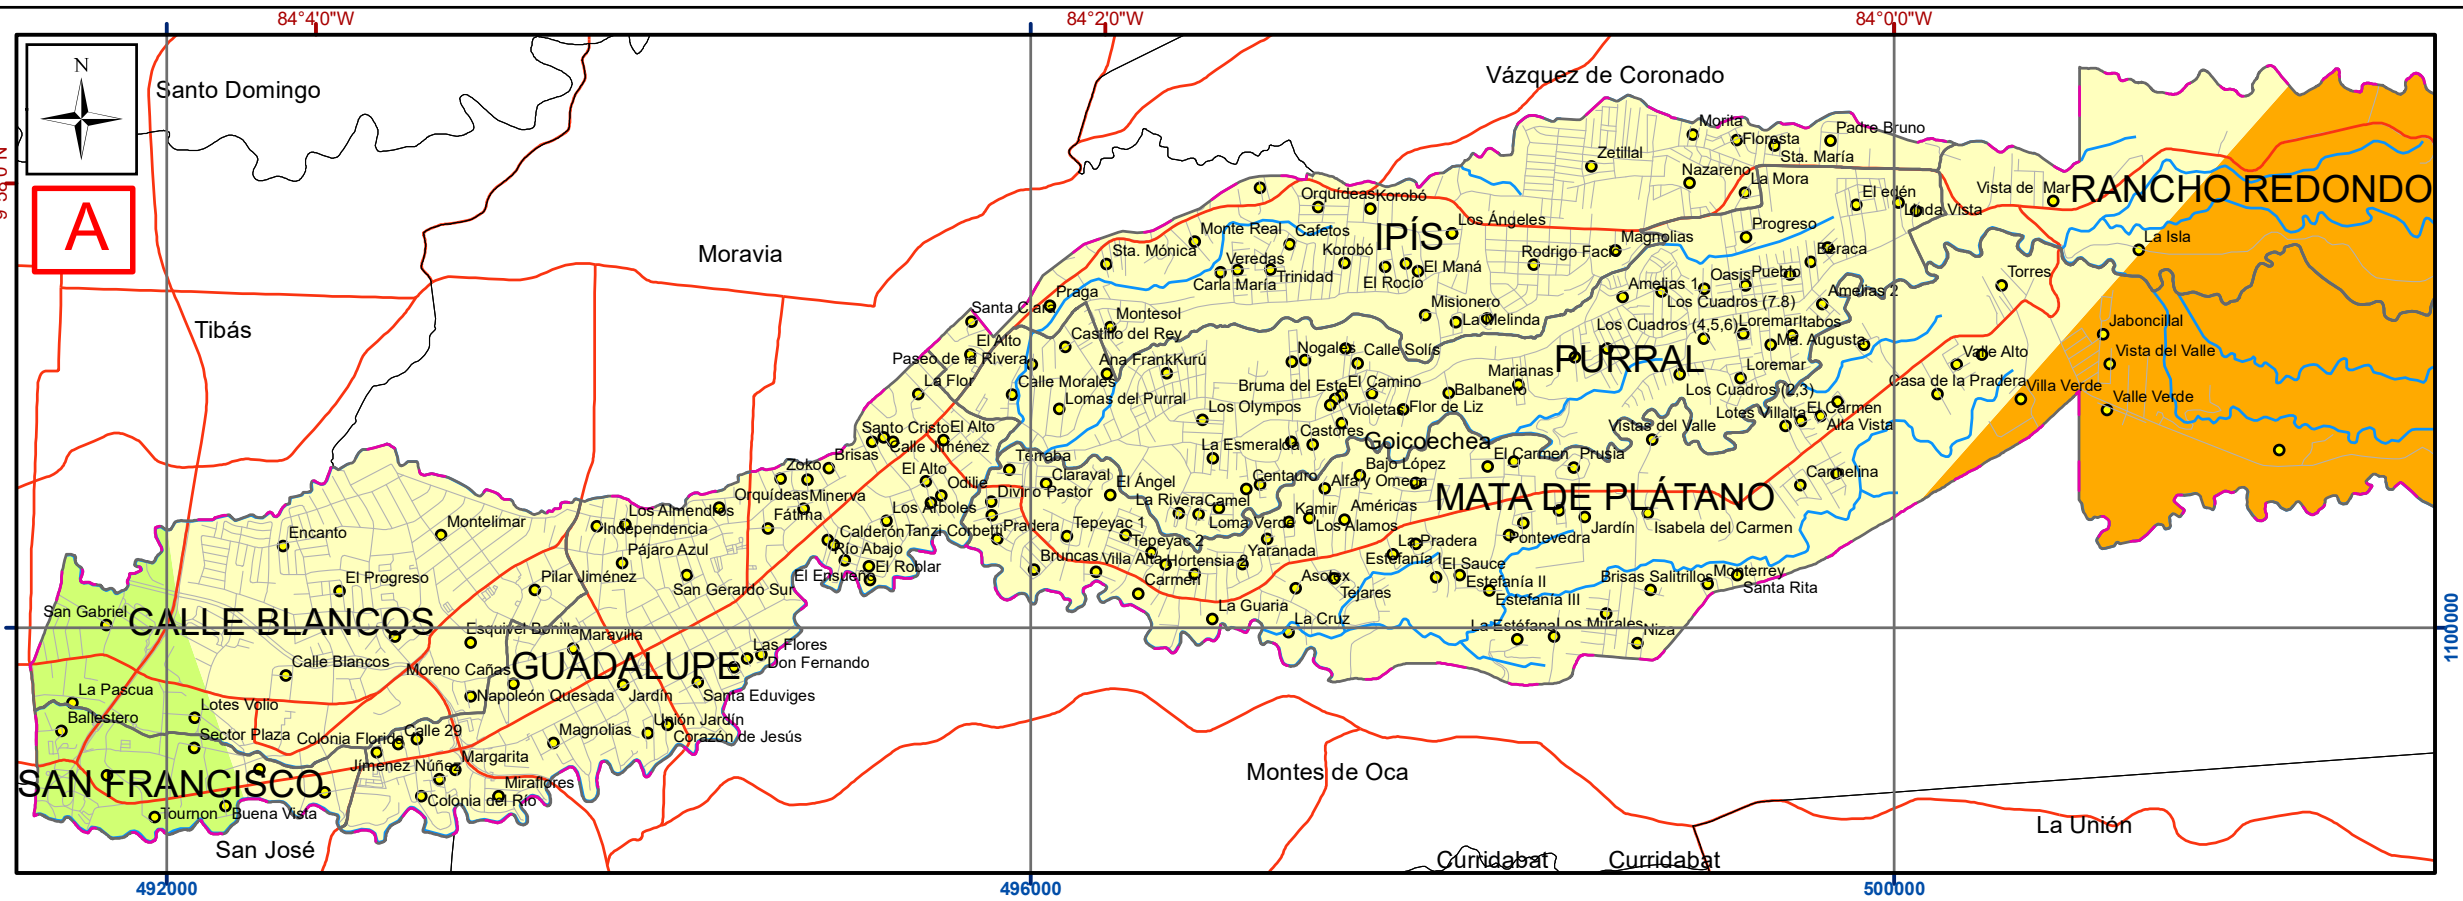 84°4'0"W
84°2'0"W
84°0'0"W
N
A
Santo Domingo
Vázquez de Coronado
Moravia
Tibás
Morita
Floresta
Padre Bruno
Sta. María
Zetillal
Nazareno
La Mora
El edén
Linda Vista
Vista de Mar
RANCHO REDONDO
Orquídeas
Korobó
Los Ángeles
IPÍS
Monte Real
Cafetos
Sta. Mónica
Korobó
Veredas
Trinidad
Carla María
El Maná
El Rocío
Rodrigo Facio
Magnolias
Progreso
Beraca
La Isla
Torres
Oasis
Pueblo
Amelias 1
Amelias 2
Los Cuadros (7.8)
Praga
Santa Clara
Montesol
Misionero
La Melinda
Castillo del Rey
Los Cuadros (4,5,6)
Loremar
Itabos
Jaboncillal
El Alto
Paseo de la Rivera
Ana Frank
Kurú
Nogales
Calle Solís
PURRAL
Md. Augusta
Valle Alto
Vista del Valle
La Flor
Calle Morales
Bruma del Este
El Camino
Marianas
Balbanero
Loremar
Los Cuadros (2,3)
Casa de la Pradera
Villa Verde
Valle Verde
Lomas del Purral
Los Olympos
Violetas
Flor de Liz
Lotes Villalta
El Carmen
Alta Vista
Santo Cristo
El Alto
Calle Jiménez
Castores
La Esmeralda
Goicoechea
Vistas del Valle
Zoko
Brisas
Térraba
El Alto
Claraval
El Ángel
Centauro
Bajo López
El Carmen
Prusia
Carmelina
Orquídeas
Minerva
Odilie
Divino Pastor
La Rivera
Camel
Alfa y Omega
MATA DE PLÁTANO
Encanto
Montelimar
Los Almendros
Independencia
Fátima
Los Árboles
Calderón
Tanzi Corbetti
Pradera
Tepeyac 1
Loma Verde
Kamir
Américas
Los Alamos
Jardín
Isabela del Carmen
Pájaro Azul
Río Abajo
Tepeyac 2
Yaranada
La Pradera
Pontevedra
El Progreso
Pilar Jiménez
El Roblar
El Ensueño
Bruncas
Villa Alta
Hortensia 2
Estefanía I
El Sauce
San Gerardo Sur
Carmen
Asotex
Tejares
Estefanía II
Estefanía III
Brisas Salitrillos
Monterrey
Santa Rita
San Gabriel
CALLE BLANCOS
La Guaria
La Cruz
La Estéfana
Los Murales
Niza
Esquivel Bonilla
Maravilla
Las Flores
Don Fernando
Calle Blancos
Moreno Cañas
GUADALUPE
La Pascua
Napoleón Quesada
Jardín
Santa Eduviges
Ballestero
Lotes Volio
Sector Plaza
Colonia Florida
Calle 29
Magnolias
Unión Jardín
Corazón de Jesús
Jímenez Núñez
Margarita
SAN FRANCISCO
Miraflores
Colonia del Río
Tournon
Buena Vista
San José
Montes de Oca
La Unión
Curridabat
Curridabat
492000
496000
500000
1100000